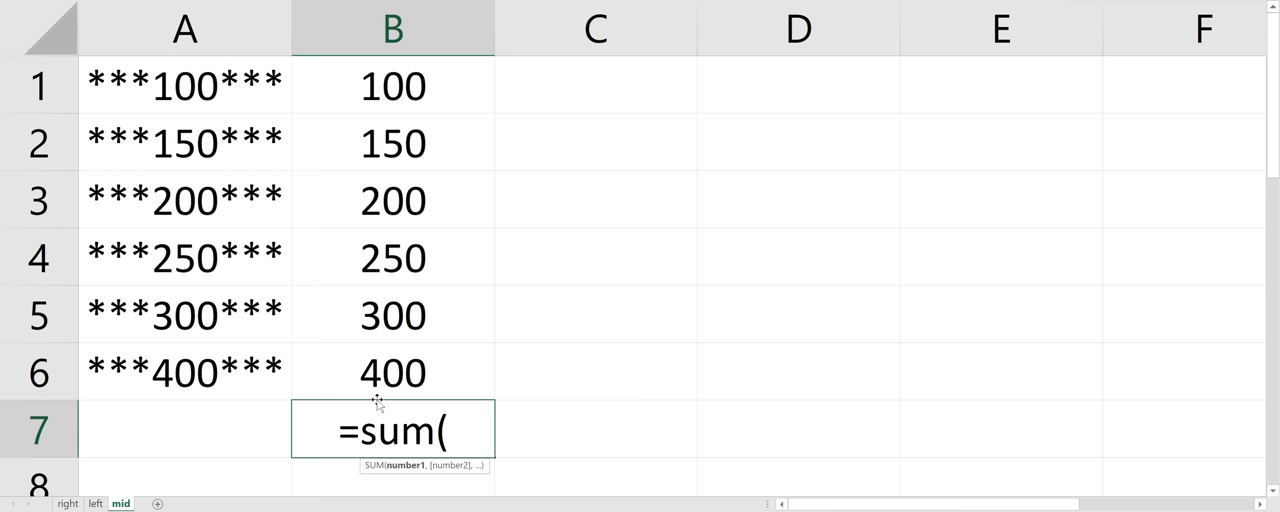 A B C D E F
1 ***100*** 100
2 ***150*** 150
3 ***200*** 200
4 ***250*** 250
5 ***300*** 300
6 ***400*** 400
7 =sum(
SUM(number1, [number2], ...)
8
right left mid